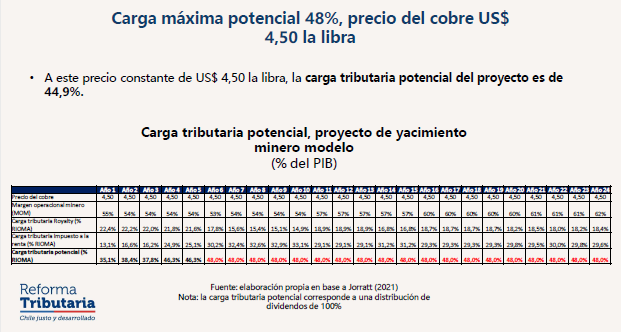 Carga máxima potencial 48%, precio del cobre US$
4,50 la libra
• A este precio constante de US$ 4,50 la libra, la carga tributaria potencial del proyecto es de
44,9%.
Carga tributaria potencial, proyecto de yacimiento
minero modelo
(% del PIB)
Año 1 Año 2 Año 3 Año 4 Año 5 Año 6 Año 7 Año 8 Año 9 Año 10 Año 11 Año 12 Año 13 Año 14 Año 15 Año 16 Año 17 Año 18 Año 19 Año 20 Año 21 Año 22 Año 23 Año 24
Precio del cobre 4,50 4,50 4,50 4,50 4,50 4,50 4,50 4,50 4,50 4,50 4,50 4,50 4,50 4,50 4,50 4,50 4,50 4,50 4,50 4,50 4,50 4,50 4,50 4,50
Margen operacional minero
(MOM) 55% 54% 54% 54% 54% 53% 54% 54% 54% 54% 57% 57% 57% 57% 57% 60% 60% 60% 60% 60% 61% 61% 61% 62%
Carga tributaria Royalty (%
RIOMA) 22,4% 22,2% 22,0% 21,8% 21,6% 17,8% 15,6% 15,4% 15,1% 14,9% 18,9% 18,9% 18,9% 16,8% 16,8% 18,7% 18,7% 18,7% 18,7% 18,2% 18,5% 18,0% 18,2% 18,4%
Carga tributaria Impuesto a la
renta (% RIOMA) 13,1% 16,6% 16,2% 24,9% 25,1% 30,2% 32,4% 32,6% 32,9% 33,1% 29,1% 29,1% 29,1% 31,2% 31,2% 29,3% 29,3% 29,3% 29,3% 29,8% 29,5% 30,0% 29,8% 29,6%
Carga tributaria potencial (%
RIOMA) 35,1% 38,4% 37,8% 46,3% 46,3% 48,0% 48,0% 48,0% 48,0% 48,0% 48,0% 48,0% 48,0% 48,0% 48,0% 48,0% 48,0% 48,0% 48,0% 48,0% 48,0% 48,0% 48,0% 48,0%
Fuente: elaboración propia en base a Jorratt (2021)
Nota: la carga tributaria potencial corresponde a una distribución de
dividendos de 100%
Reforma
Tributaria
Chile justo y desarrollado